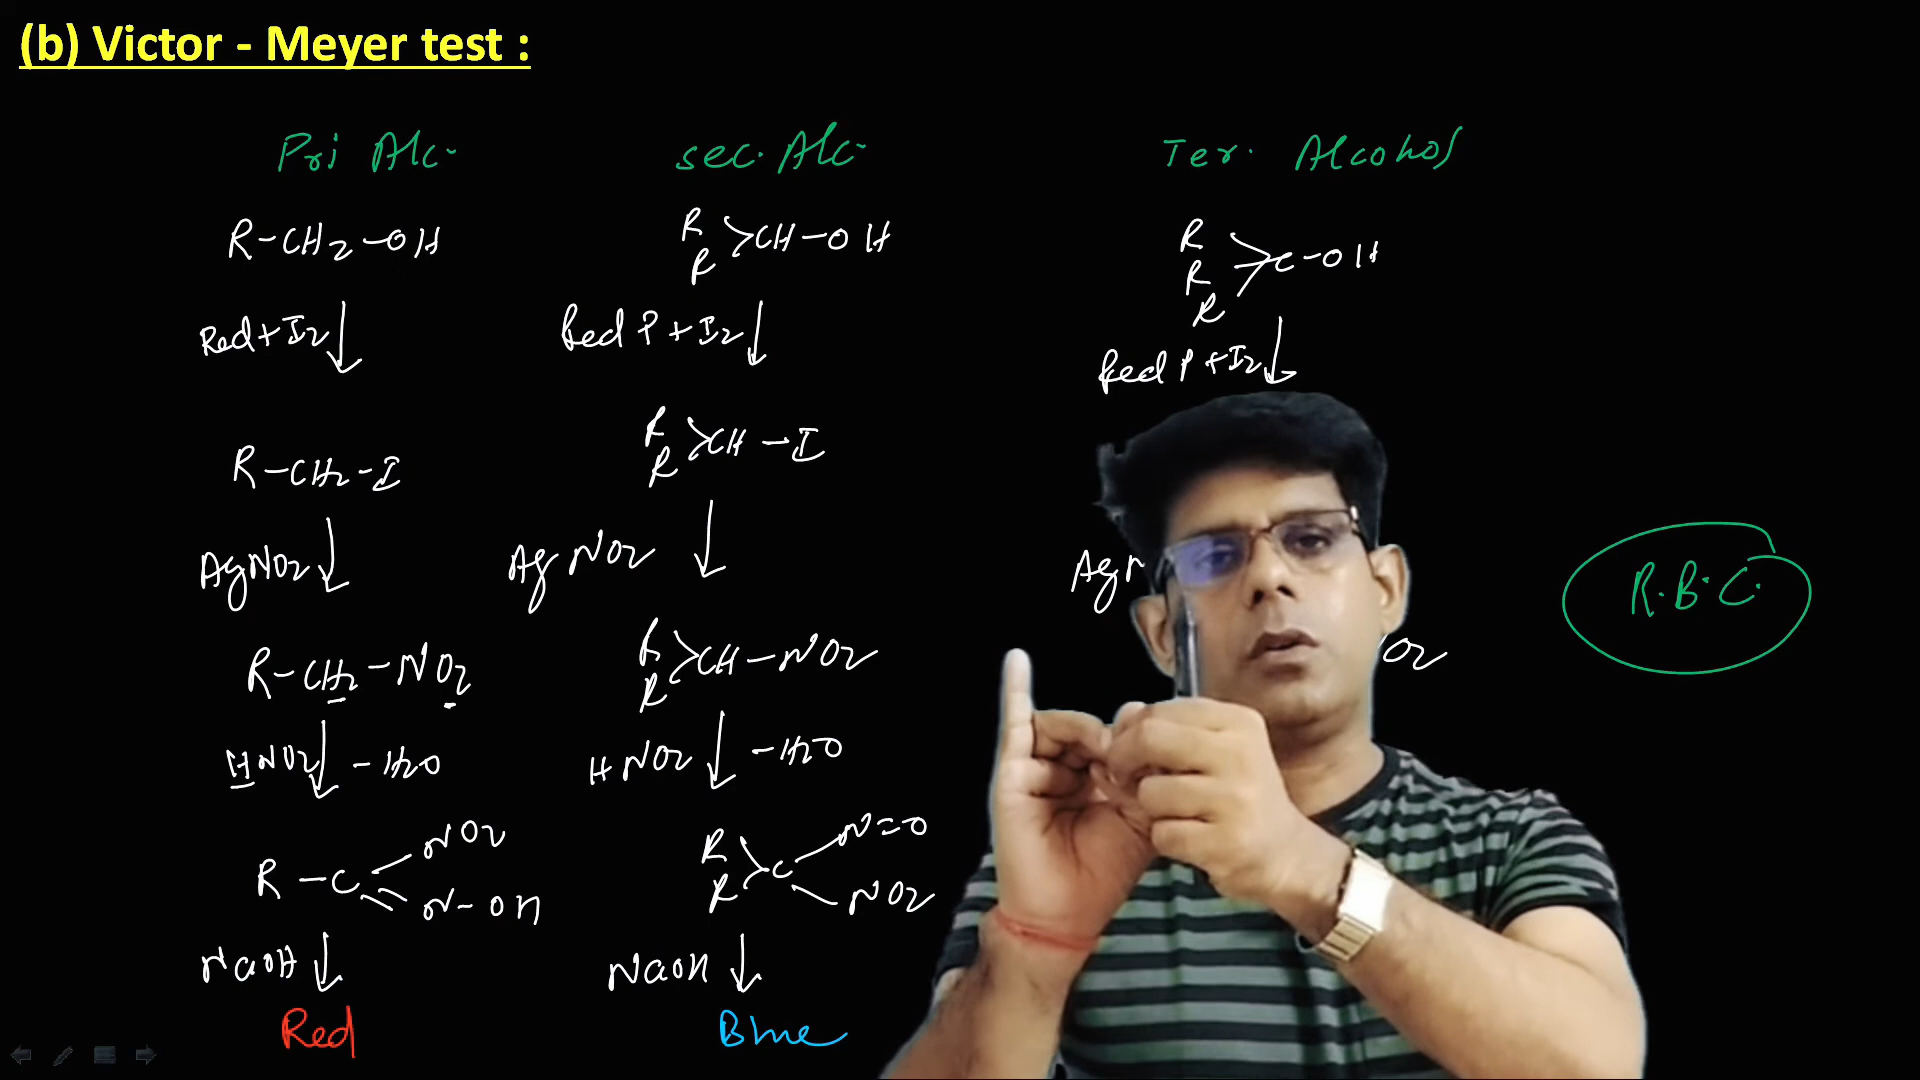 (b) Victor - Meyer test :
Pri Alc.
R-CH2-OH
Red+I2
R-CH2-I
AgNO2
R-CH2-NO2
HNO2 -H2O
R-C
NO2
N-OH
NaOH
Red
sec. Alc.
R
R >CH-OH
Red P + I2
R
R >CH-I
AgNO2
R
R >CH-NO2
HNO2 -H2O
R
R >C
N=O
NO2
NaOH
Blue
Ter. Alcohol
R
R >C-OH
R
Red P + I2
Ag
O2
R.B.C.